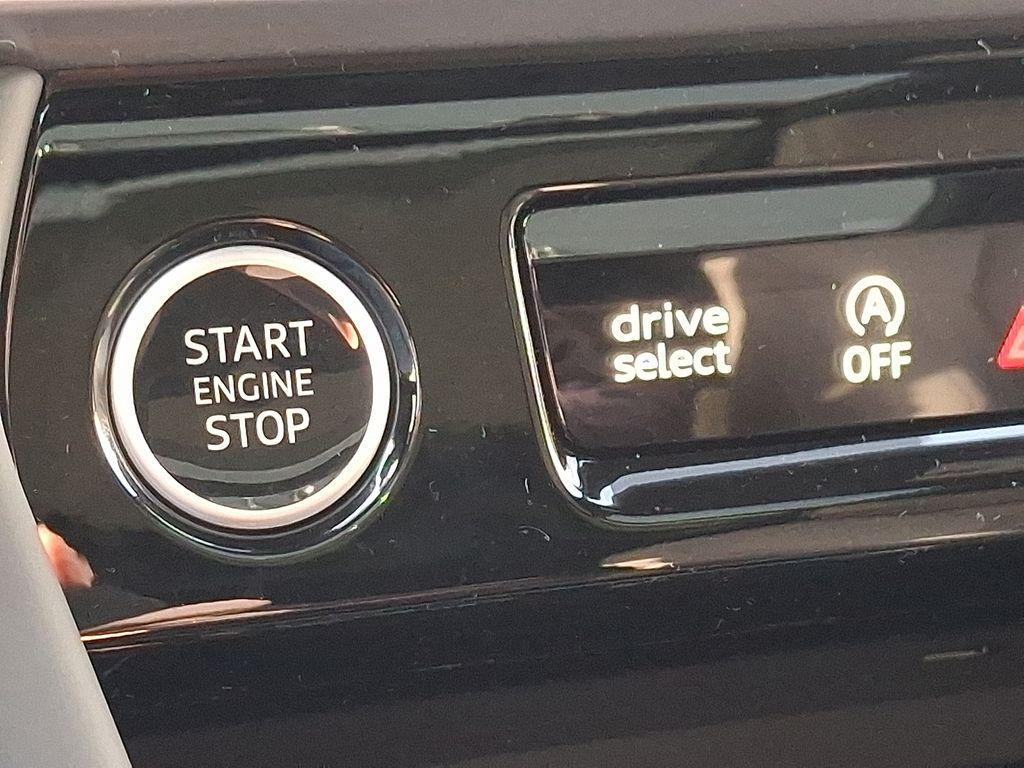 START
ENGINE
STOP
drive
select
A
OFF